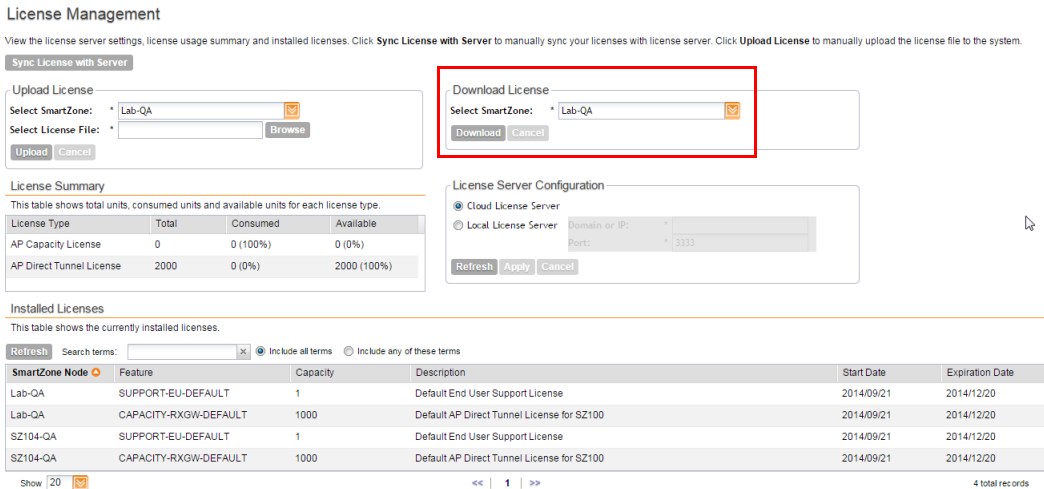 License Management
View the license server settings, license usage summary and installed licenses. Click Sync License with Server to manually sync your licenses with license server. Click Upload License to manually upload the license file to the system.
Sync License with Server
Upload License
Select SmartZone: * Lab-QA
Select License File: * Browse
Upload Cancel
Download License
Select SmartZone: * Lab-QA
Download Cancel
License Summary
This table shows total units, consumed units and available units for each license type.
License Type Total Consumed Available
AP Capacity License 0 0 (100%) 0 (0%)
AP Direct Tunnel License 2000 0 (0%) 2000 (100%)
License Server Configuration
Cloud License Server
Local License Server Domain or IP: *
Port: * 3333
Refresh Apply Cancel
Installed Licenses
This table shows the currently installed licenses.
Refresh Search terms: x Include all terms Include any of these terms
SmartZone Node Feature Capacity Description Start Date Expiration Date
Lab-QA SUPPORT-EU-DEFAULT 1 Default End User Support License 2014/09/21 2014/12/20
Lab-QA CAPACITY-RXGW-DEFAULT 1000 Default AP Direct Tunnel License for SZ100 2014/09/21 2014/12/20
SZ104-QA SUPPORT-EU-DEFAULT 1 Default End User Support License 2014/09/21 2014/12/20
SZ104-QA CAPACITY-RXGW-DEFAULT 1000 Default AP Direct Tunnel License for SZ100 2014/09/21 2014/12/20
Show 20 << | 1 | >> 4 total records